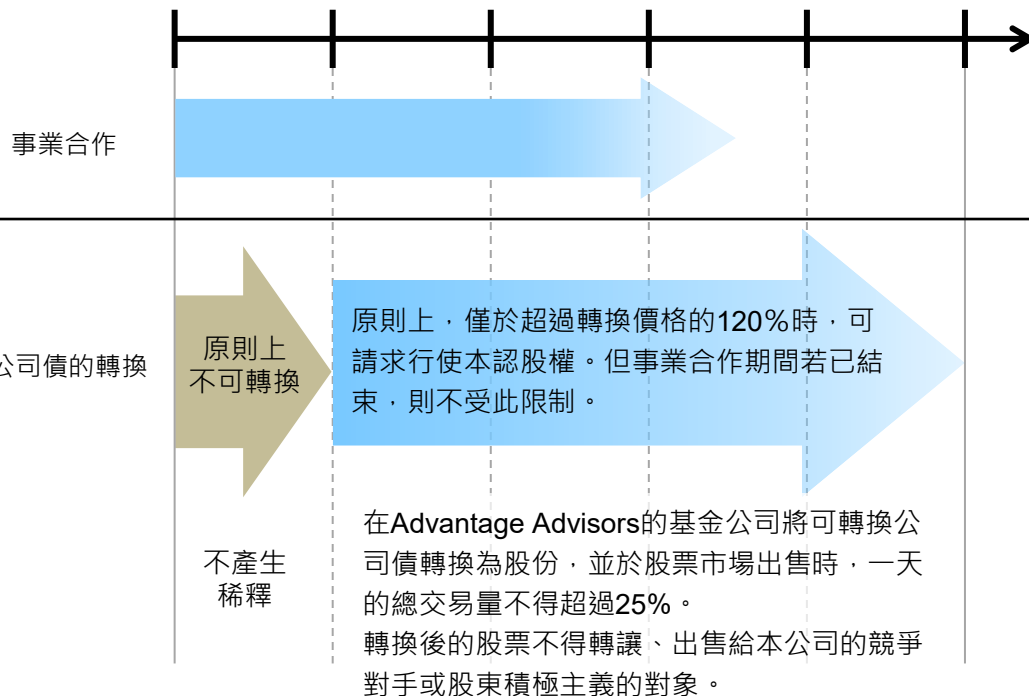 事業合作
公司債的轉換
原則上
不可轉換
原則上，僅於超過轉換價格的120%時，可
請求行使本認股權。但事業合作期間若已結
束，則不受此限制。
不產生
稀釋
在Advantage Advisors的基金公司將可轉換公
司債轉換為股份，並於股票市場出售時，一天
的總交易量不得超過25%。
轉換後的股票不得轉讓、出售給本公司的競爭
對手或股東積極主義的對象。